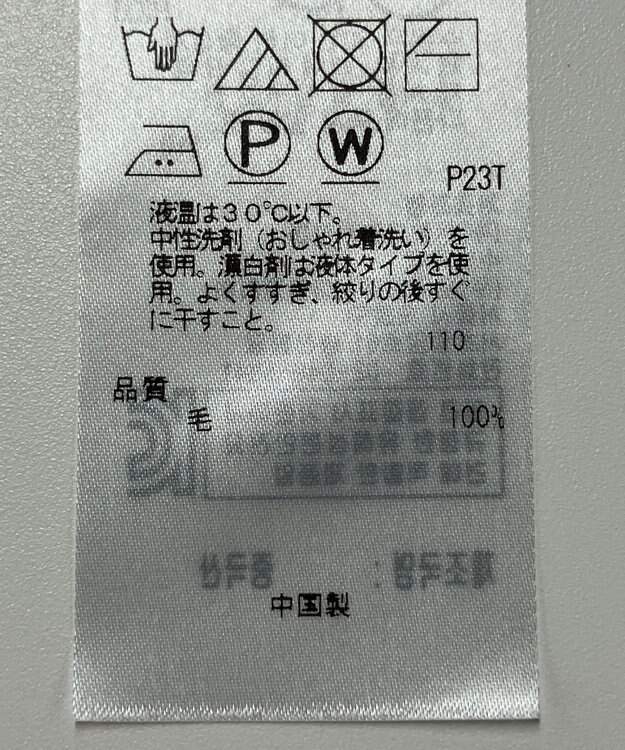 P
W
P23T
液温は30℃以下。
中性洗剤（おしゃれ着洗い）を
使用。漂白剤は液体タイプを使
用。よくすすぎ、絞りの後すぐ
に干すこと。
110
品質
毛 100%
中国製